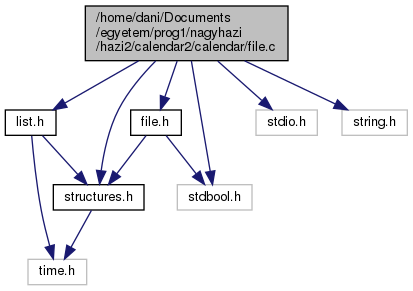 /home/dani/Documents
/egyetem/prog1/nagyhazi
/hazi2/calendar2/calendar/file.c
list.h
file.h
stdio.h
string.h
structures.h
stdbool.h
time.h